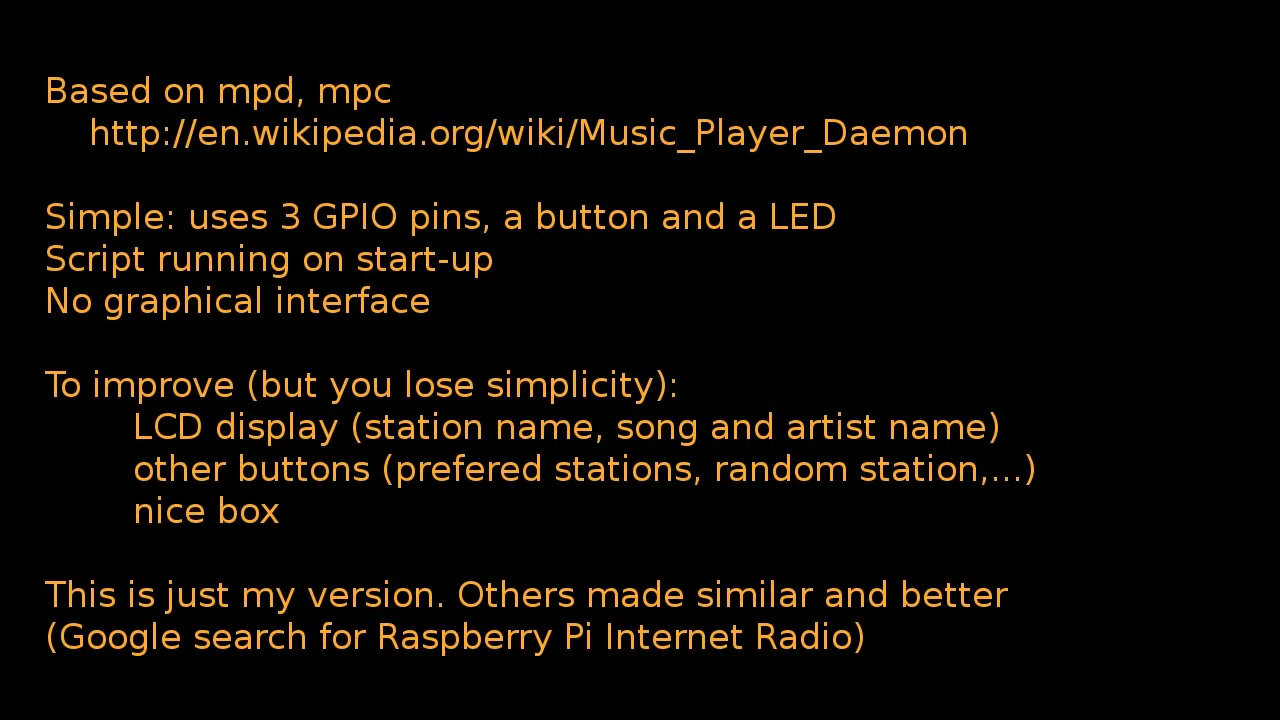 Based on mpd, mpc
http://en.wikipedia.org/wiki/Music_Player_Daemon
Simple: uses 3 GPIO pins, a button and a LED
Script running on start-up
No graphical interface
To improve (but you lose simplicity):
LCD display (station name, song and artist name)
other buttons (prefered stations, random station,...)
nice box
This is just my version. Others made similar and better
(Google search for Raspberry Pi Internet Radio)